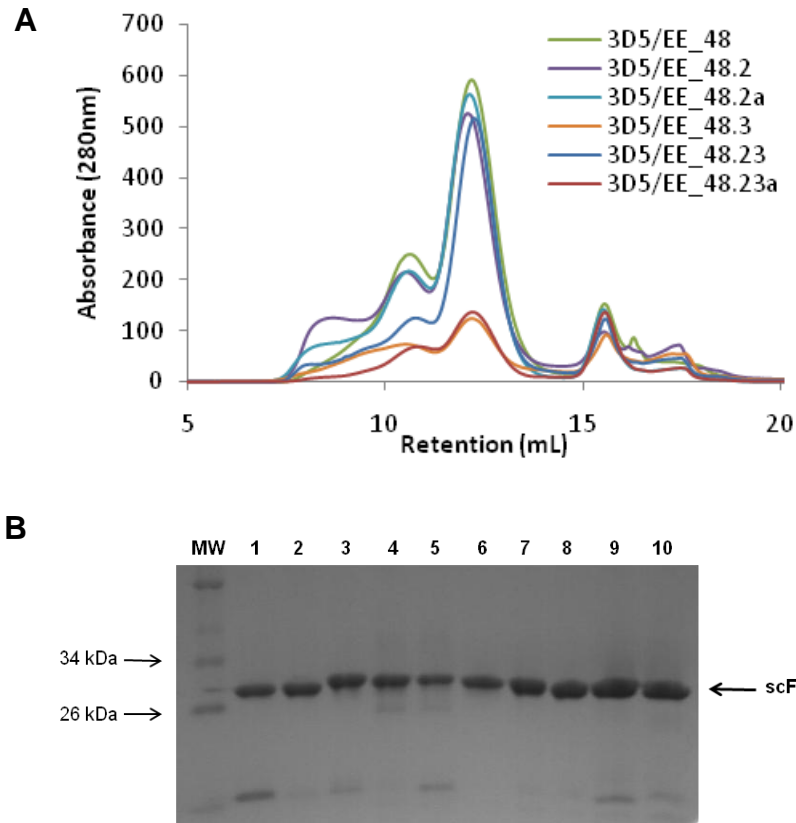 A
700
600
500
400
300
200
100
0
Absorbance (280nm)
5 10 15 20
Retention (mL)
3D5/EE_48
3D5/EE_48.2
3D5/EE_48.2a
3D5/EE_48.3
3D5/EE_48.23
3D5/EE_48.23a
B
MW 1 2 3 4 5 6 7 8 9 10
34 kDa
26 kDa
scF